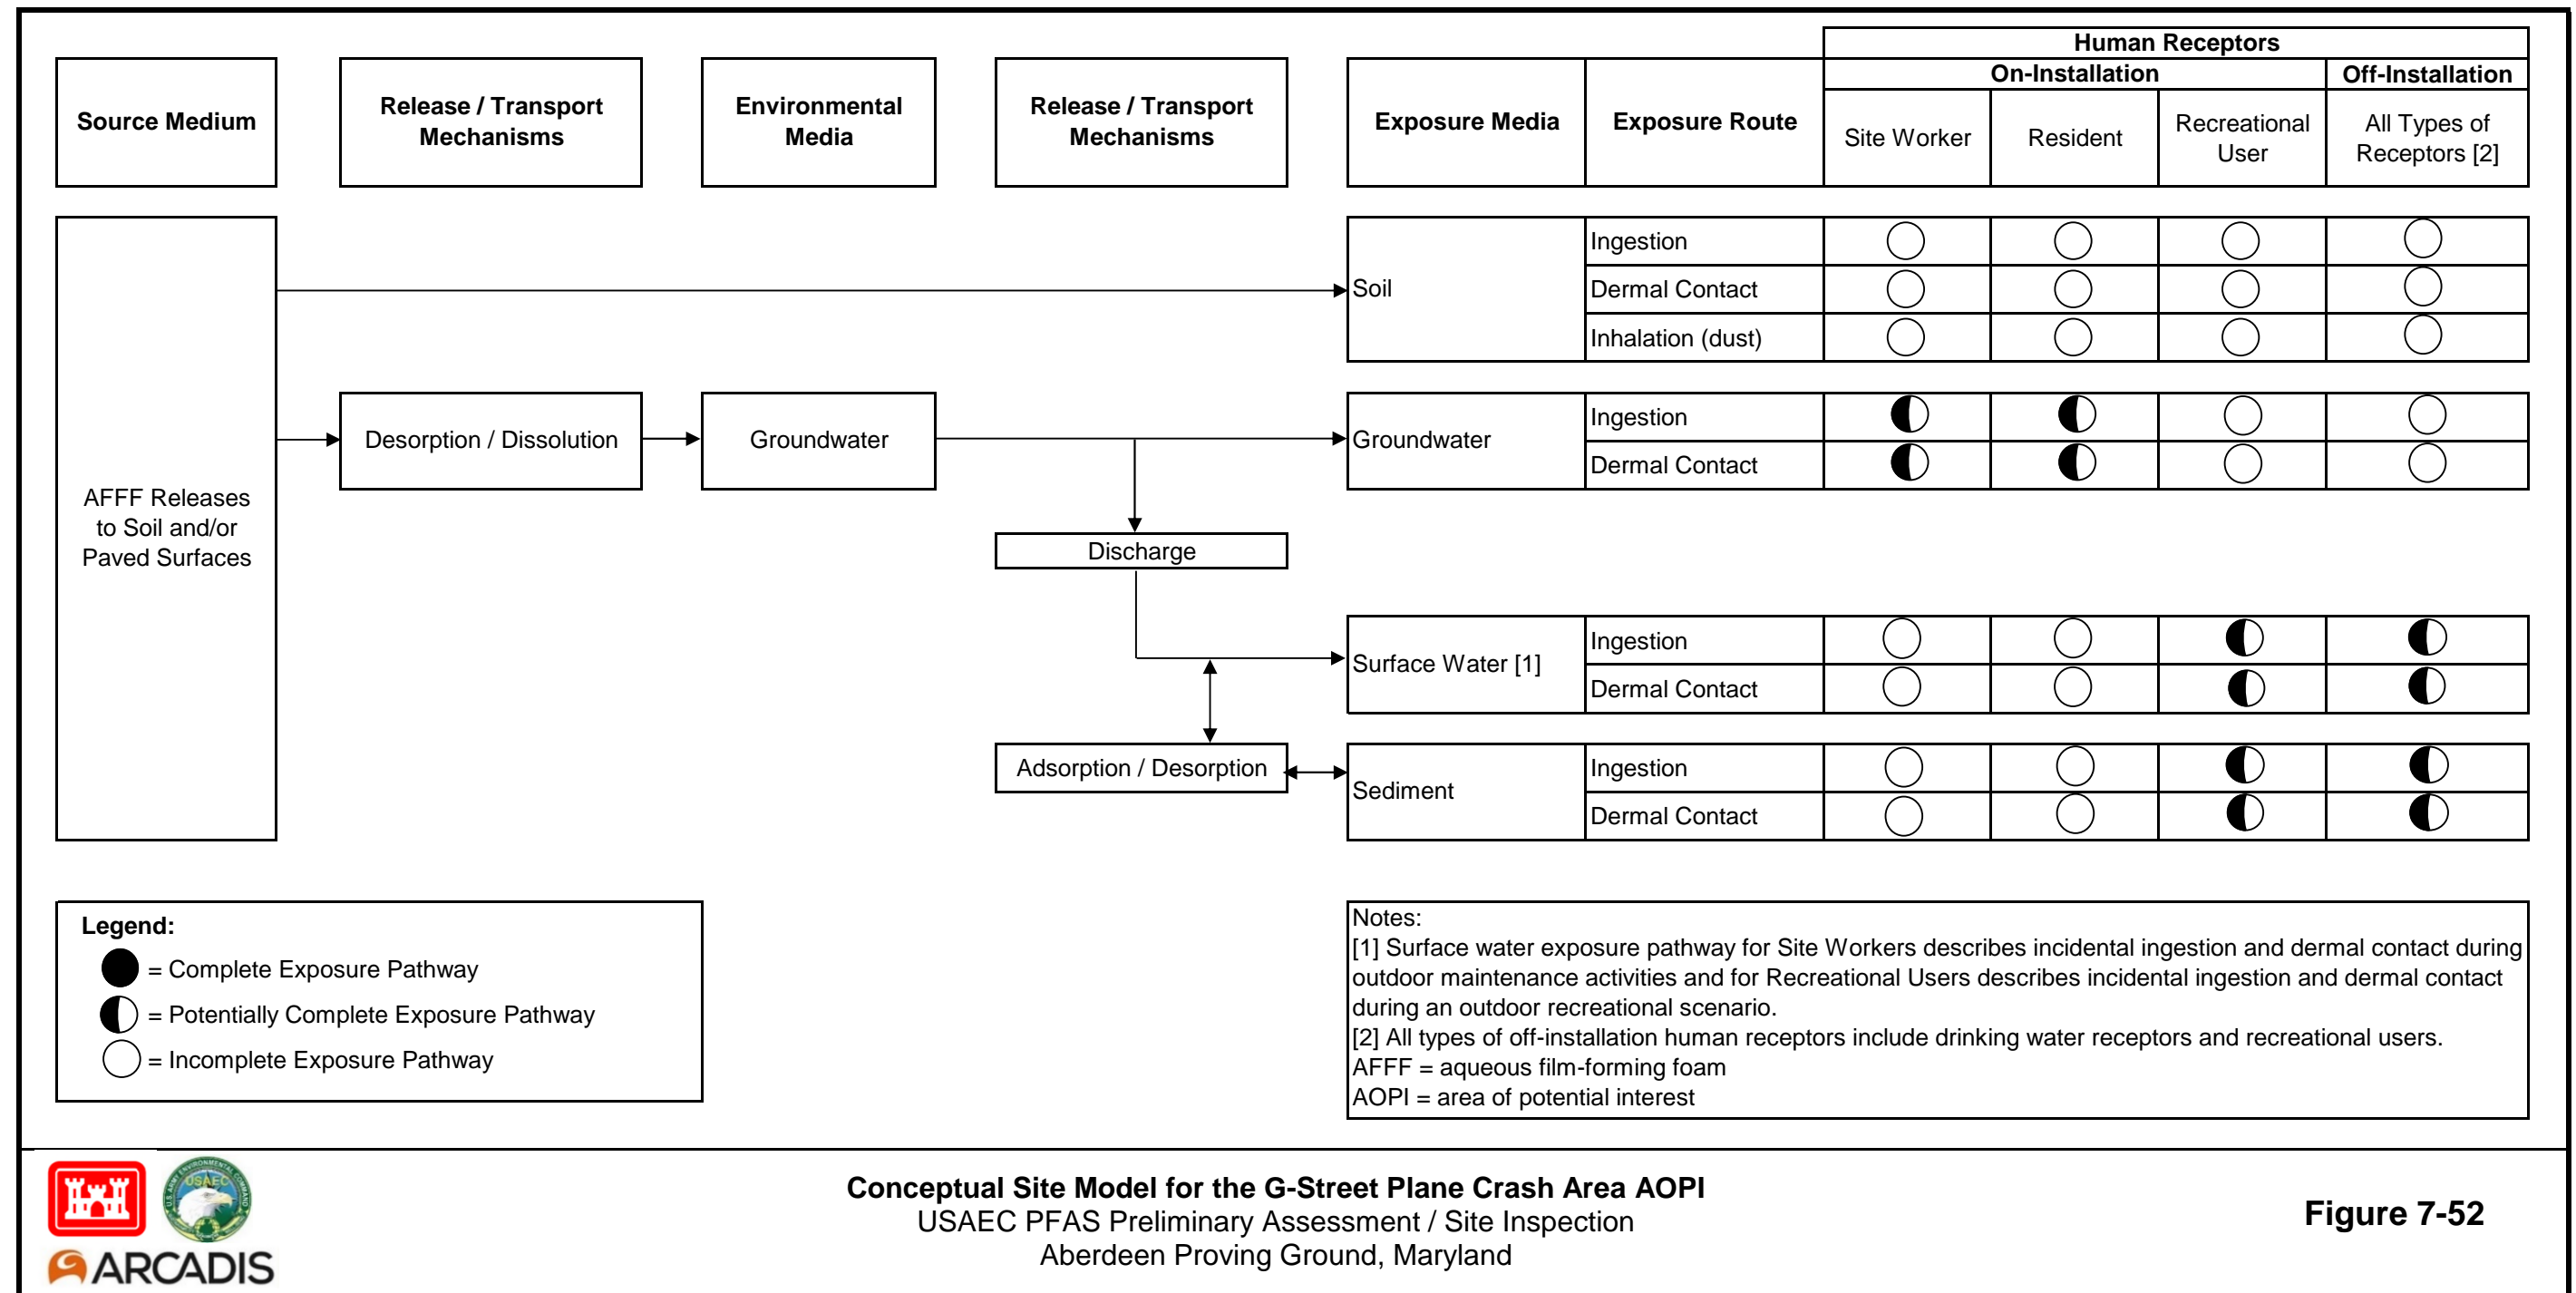 Human Receptors
On-Installation
Off-Installation
Source Medium
Release / Transport
Mechanisms
Environmental
Media
Release / Transport
Mechanisms
Exposure Media
Exposure Route
Site Worker
Resident
Recreational
User
All Types of
Receptors [2]
AFFF Releases
to Soil and/or
Paved Surfaces
Soil
Ingestion
Dermal Contact
Inhalation (dust)
Desorption / Dissolution
Groundwater
Groundwater
Ingestion
Dermal Contact
Discharge
Surface Water [1]
Ingestion
Dermal Contact
Adsorption / Desorption
Sediment
Ingestion
Dermal Contact
Legend:
= Complete Exposure Pathway
= Potentially Complete Exposure Pathway
= Incomplete Exposure Pathway
Notes:
[1] Surface water exposure pathway for Site Workers describes incidental ingestion and dermal contact during
outdoor maintenance activities and for Recreational Users describes incidental ingestion and dermal contact
during an outdoor recreational scenario.
[2] All types of off-installation human receptors include drinking water receptors and recreational users.
AFFF = aqueous film-forming foam
AOPI = area of potential interest
U.S. ARMY ENVIRONMENTAL COMMAND
USAEC
ARCADIS
Conceptual Site Model for the G-Street Plane Crash Area AOPI
USAEC PFAS Preliminary Assessment / Site Inspection
Aberdeen Proving Ground, Maryland
Figure 7-52